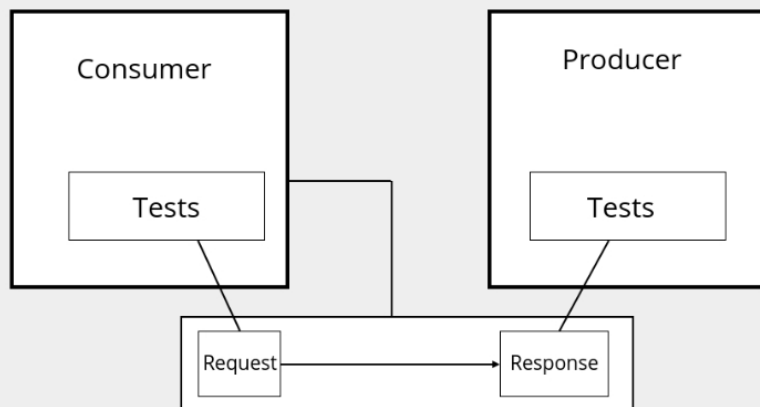 Consumer
Producer
Tests
Tests
Request
Response